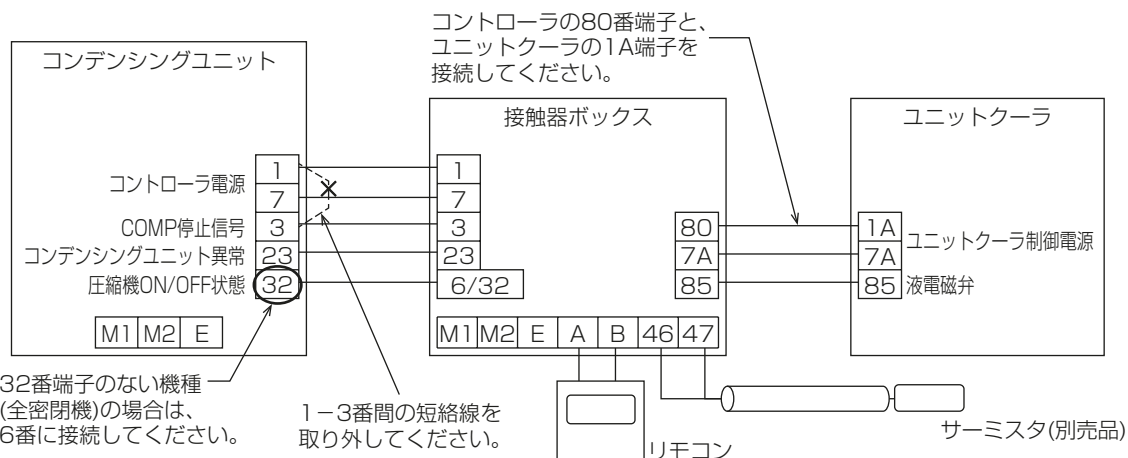 コントローラの80番端子と、
ユニットクーラの1A端子を
接続してください。
コンデンシングユニット
接触器ボックス
ユニットクーラ
コントローラ電源
1
7
COMP停止信号
3
コンデンシングユニット異常
23
圧縮機ON/OFF状態
32
M1 M2 E
1
7
3
23
6/32
80
7A
85
M1 M2 E A B 46 47
1A
7A
ユニットクーラ制御電源
85 液電磁弁
32番端子のない機種
(全密閉機)の場合は、
6番に接続してください。
1−3番間の短絡線を
取り外してください。
リモコン
サーミスタ(別売品)